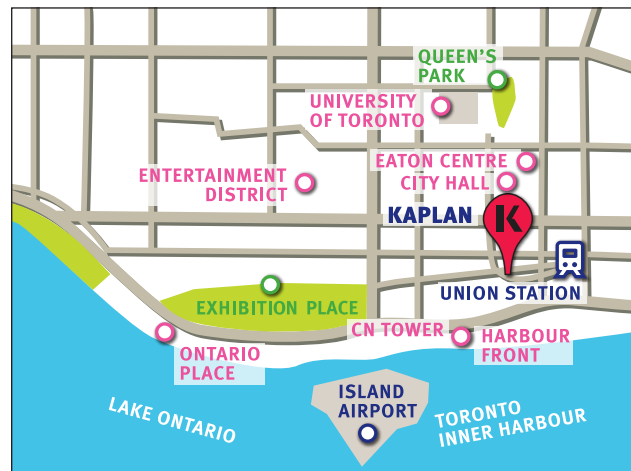 QUEEN'S
PARK
UNIVERSITY
OF TORONTO
EATON CENTRE
ENTERTAINMENT
DISTRICT
CITY HALL
KAPLAN
K
UNION STATION
EXHIBITION PLACE
CN TOWER
HARBOUR
FRONT
ONTARIO
PLACE
ISLAND
AIRPORT
LAKE ONTARIO
TORONTO
INNER HARBOUR